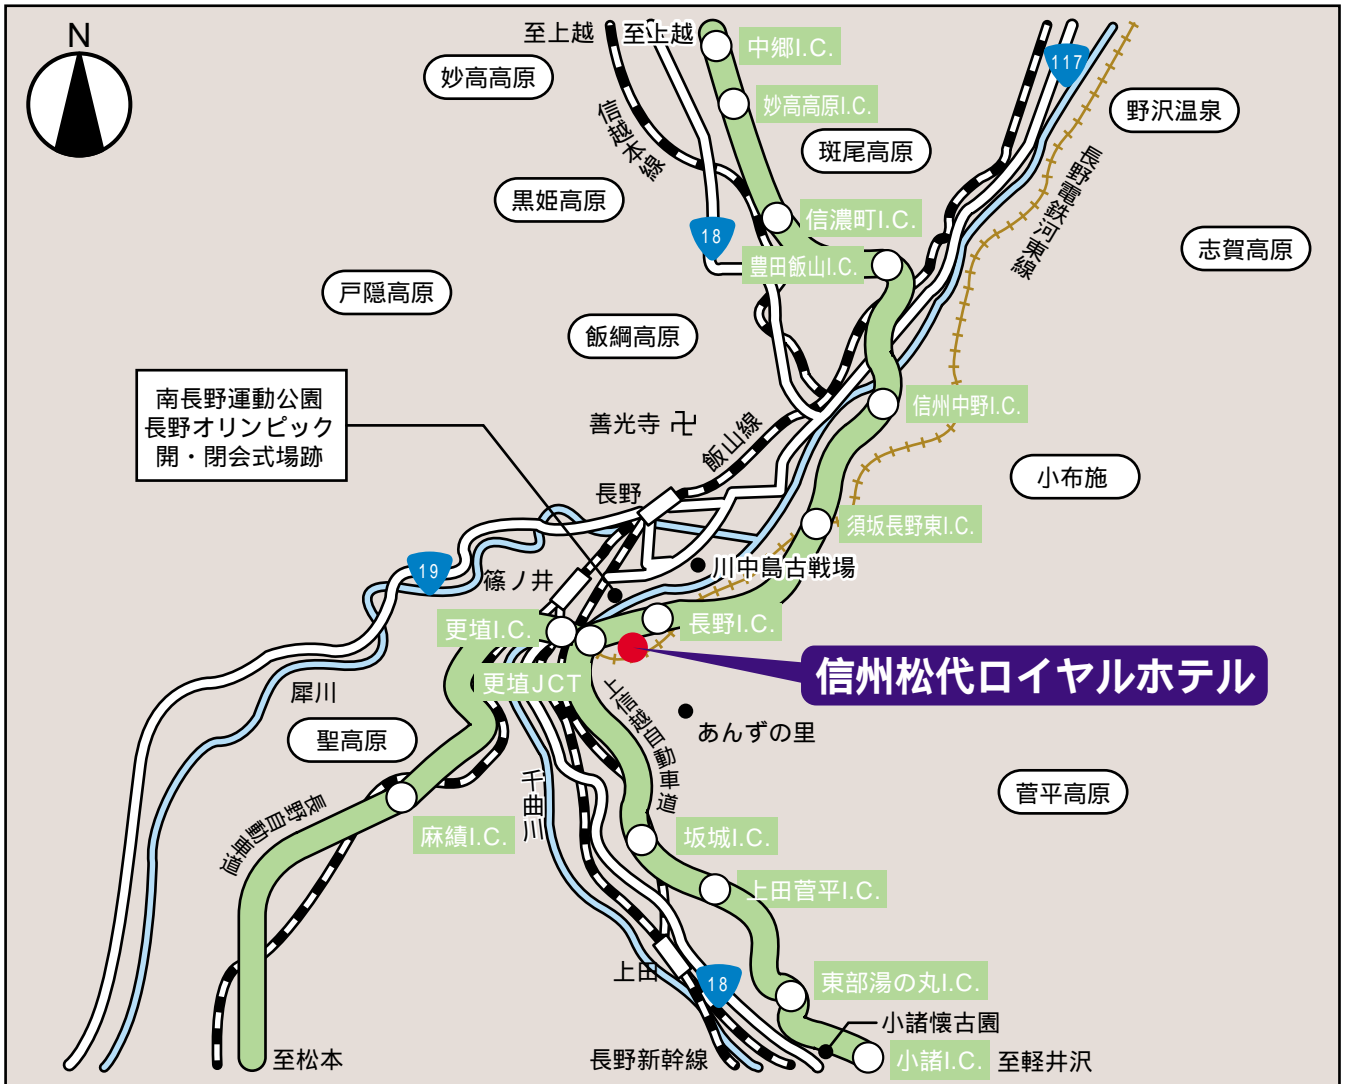 N
至上越
至上越
中郷I.C.
妙高高原
117
妙高高原I.C.
野沢温泉
信越本線
斑尾高原
長野電鉄河東線
黒姫高原
信濃町I.C.
18
志賀高原
豊田飯山I.C.
戸隠高原
飯綱高原
南長野運動公園
長野オリンピック
開・閉会式場跡
信州中野I.C.
善光寺 卍
飯山線
小布施
長野
須坂長野東I.C.
19
篠ノ井
川中島古戦場
更埴I.C.
長野I.C.
更埴JCT
信州松代ロイヤルホテル
犀川
上信越自動車道
あんずの里
聖高原
千曲川
菅平高原
長野自動車道
麻績I.C.
坂城I.C.
上田菅平I.C.
上田
18
東部湯の丸I.C.
小諸懐古園
至松本
長野新幹線
小諸I.C.
至軽井沢